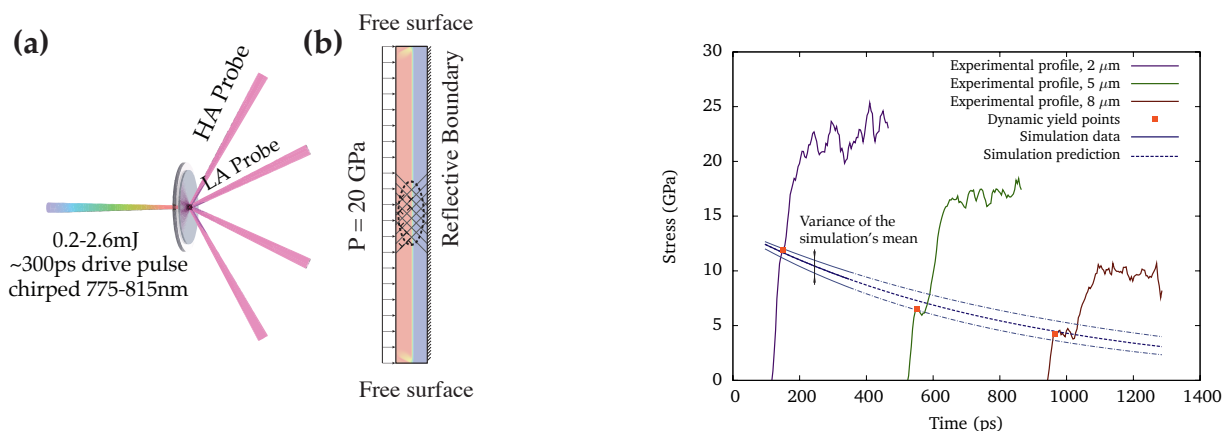 (a)
HA Probe
LA Probe
0.2-2.6mJ
~300ps drive pulse
chirped 775-815nm
(b)
Free surface
P = 20 GPa
Reflective Boundary
Free surface
Stress (GPa)
30
25
20
15
10
5
0
Experimental profile, 2 μm
Experimental profile, 5 μm
Experimental profile, 8 μm
Dynamic yield points
Simulation data
Simulation prediction
Variance of the
simulation's mean
0 200 400 600 800 1000 1200 1400
Time (ps)